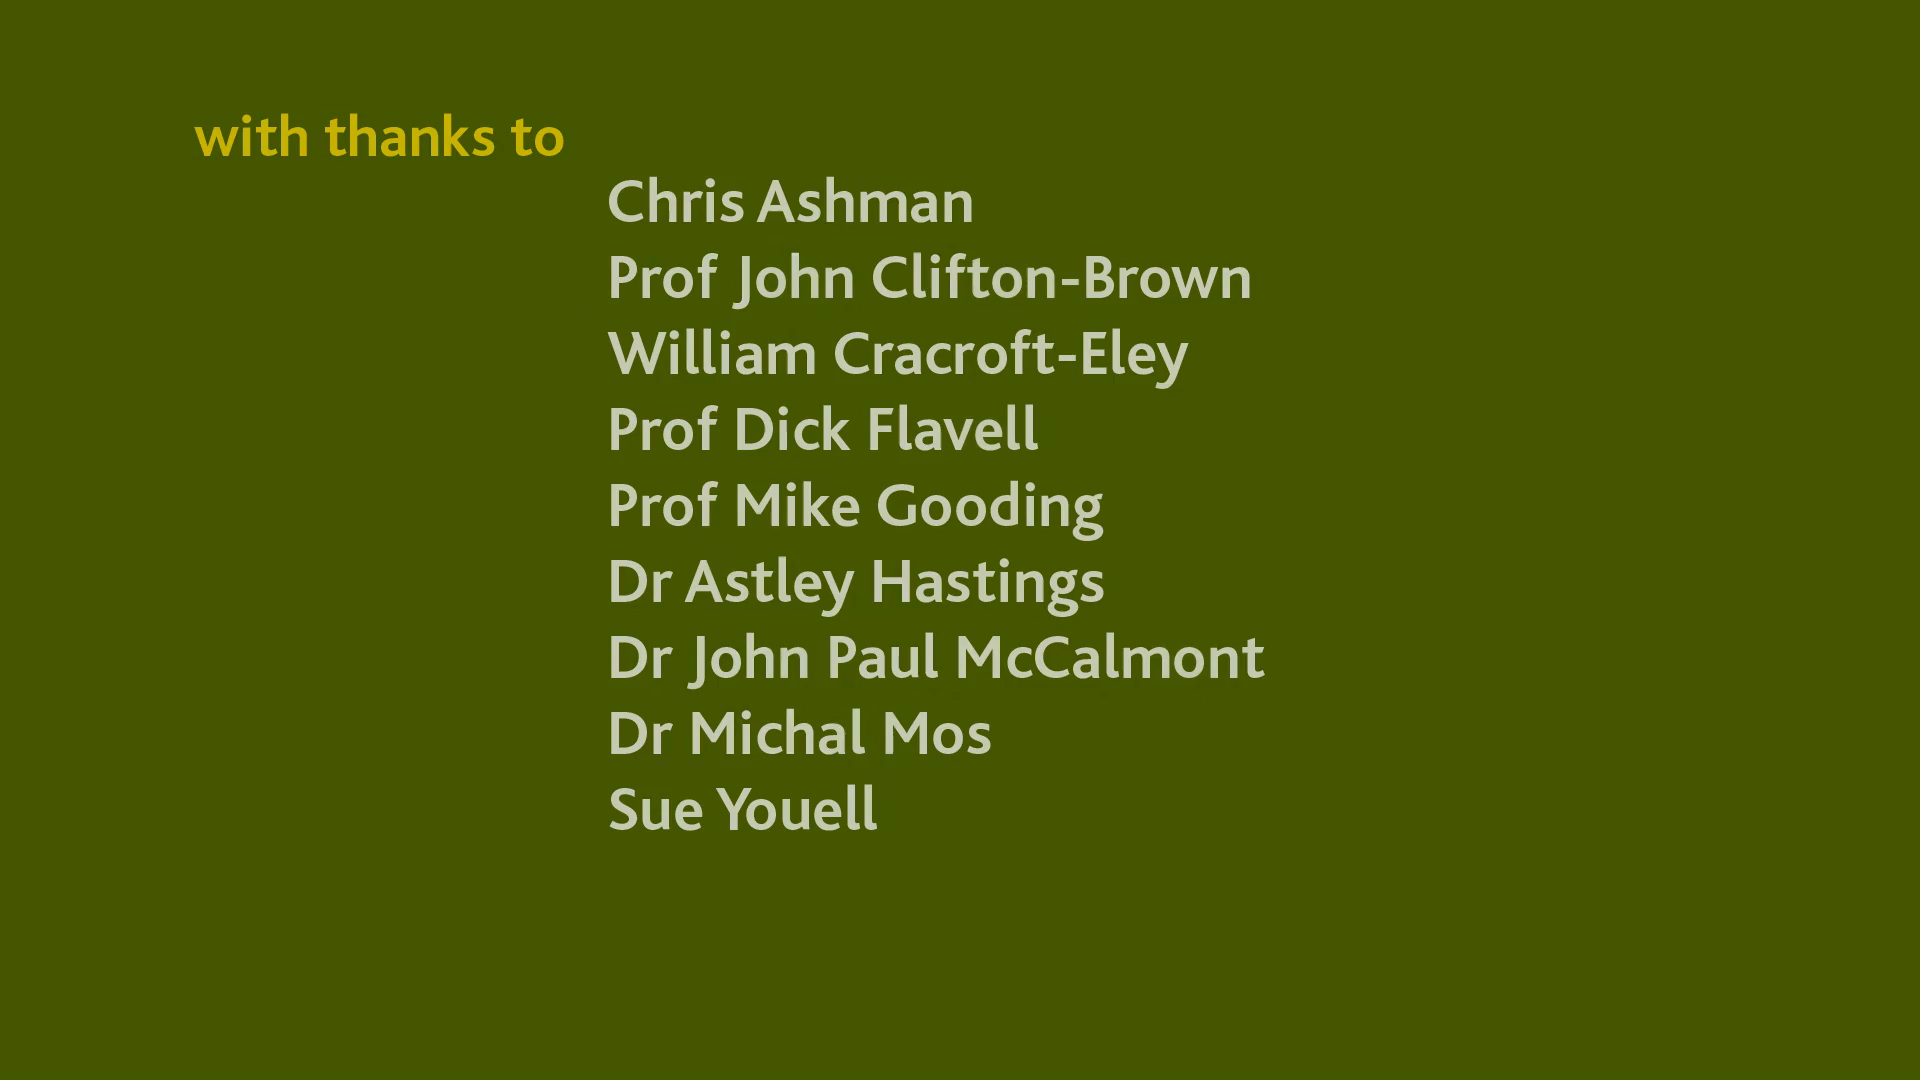 with thanks to
Chris Ashman
Prof John Clifton-Brown
William Cracroft-Eley
Prof Dick Flavell
Prof Mike Gooding
Dr Astley Hastings
Dr John Paul McCalmont
Dr Michal Mos
Sue Youell